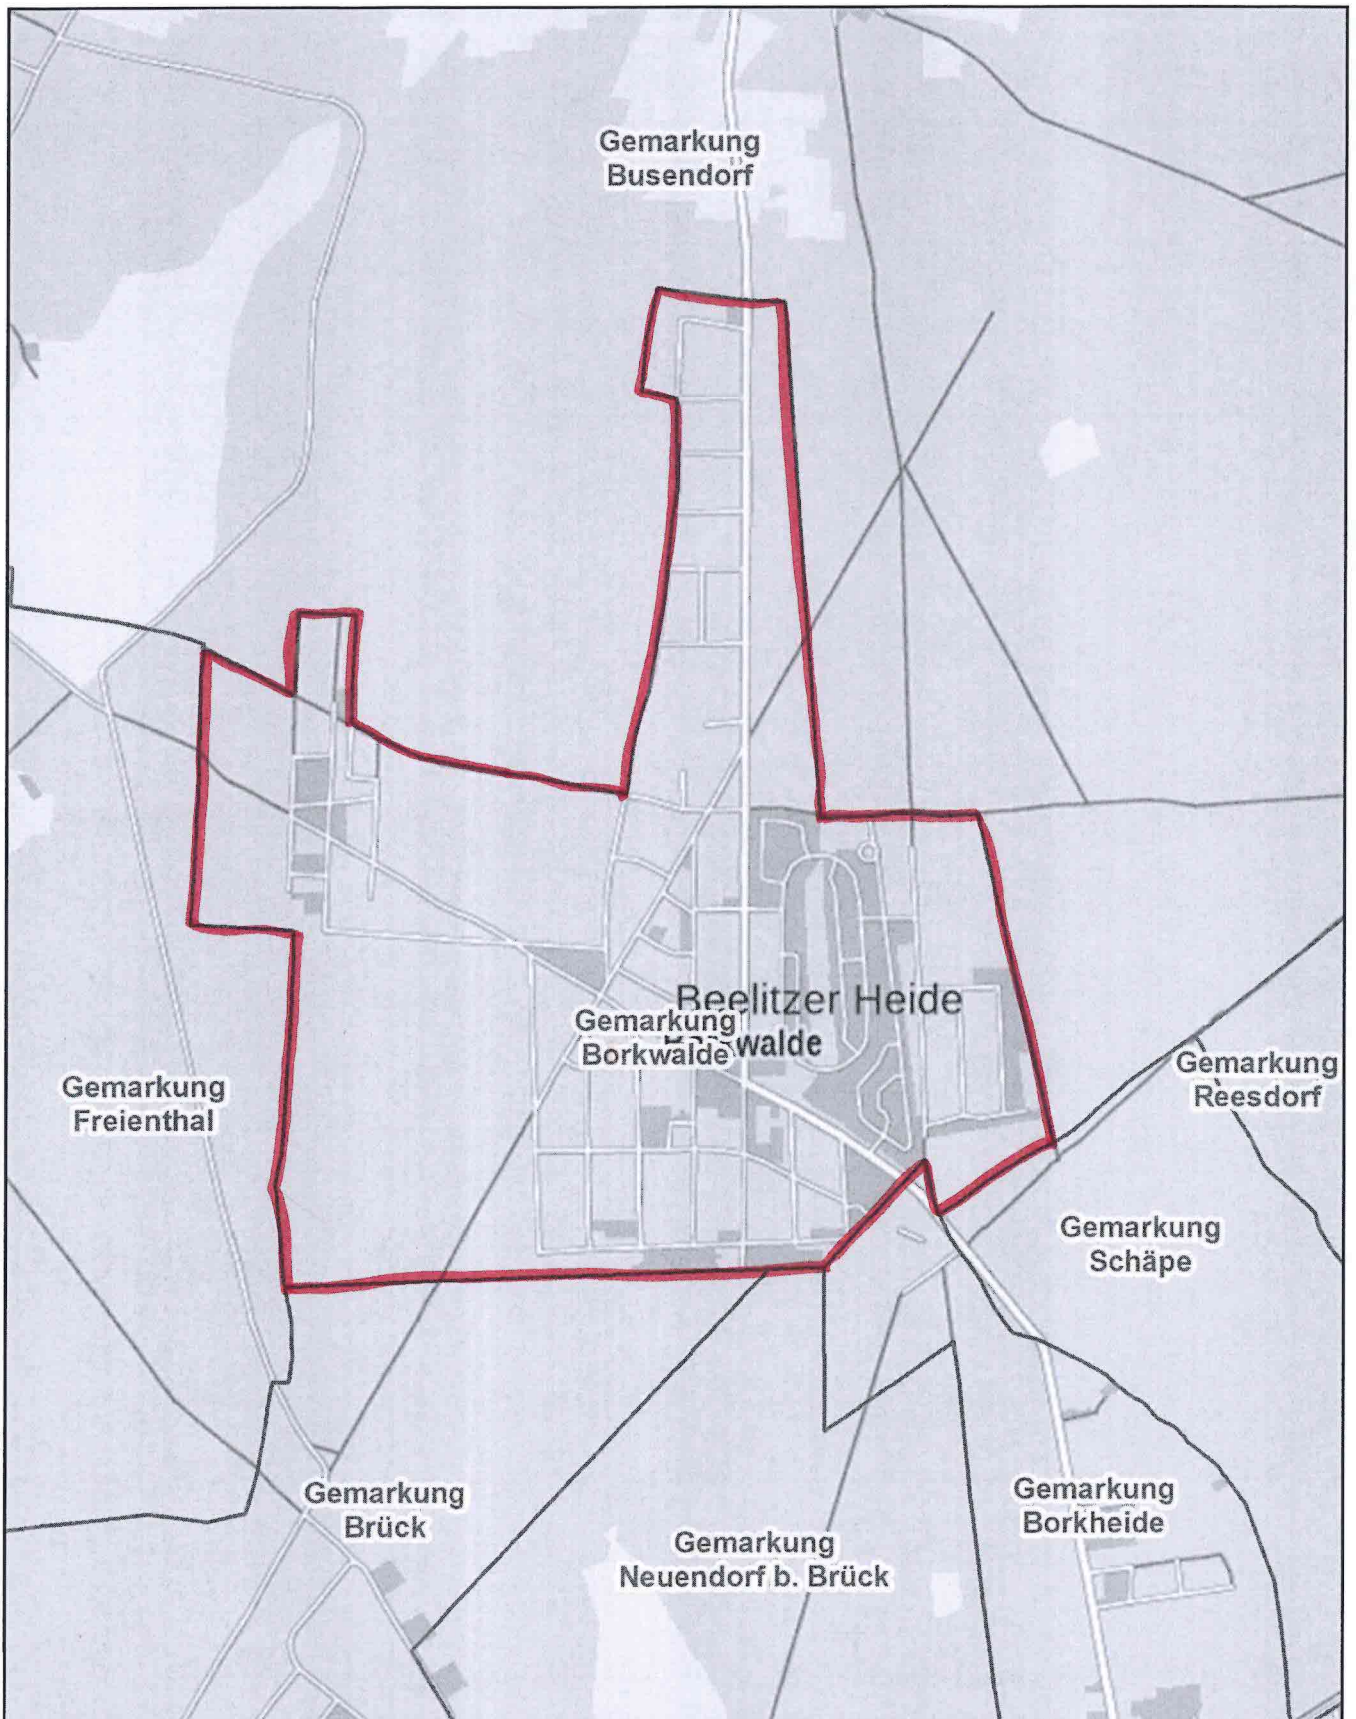 Gemarkung
Busendorf
Beelitzer Heide
Gemarkung
Borkwalde
Borkwalde
Gemarkung
Freienthal
Gemarkung
Reesdorf
Gemarkung
Schäpe
Gemarkung
Brück
Gemarkung
Borkheide
Gemarkung
Neuendorf b. Brück